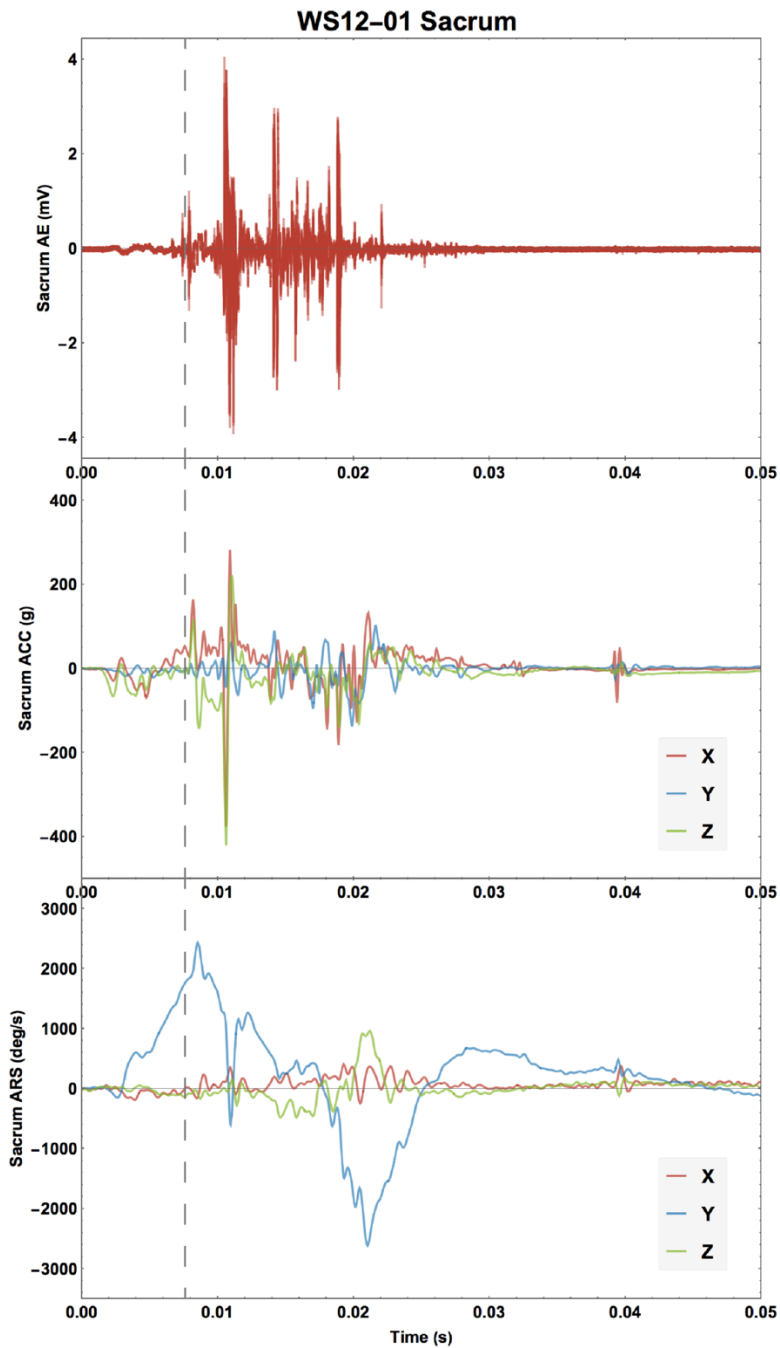 WS12–01 Sacrum
4
2
0
−2
−4
Sacrum AE (mV)
0.00 0.01 0.02 0.03 0.04 0.05
400
200
0
−200
−400
Sacrum ACC (g)
X
Y
Z
0.00 0.01 0.02 0.03 0.04 0.05
3000
2000
1000
0
−1000
−2000
−3000
Sacrum ARS (deg/s)
X
Y
Z
0.00 0.01 0.02 0.03 0.04 0.05
Time (s)